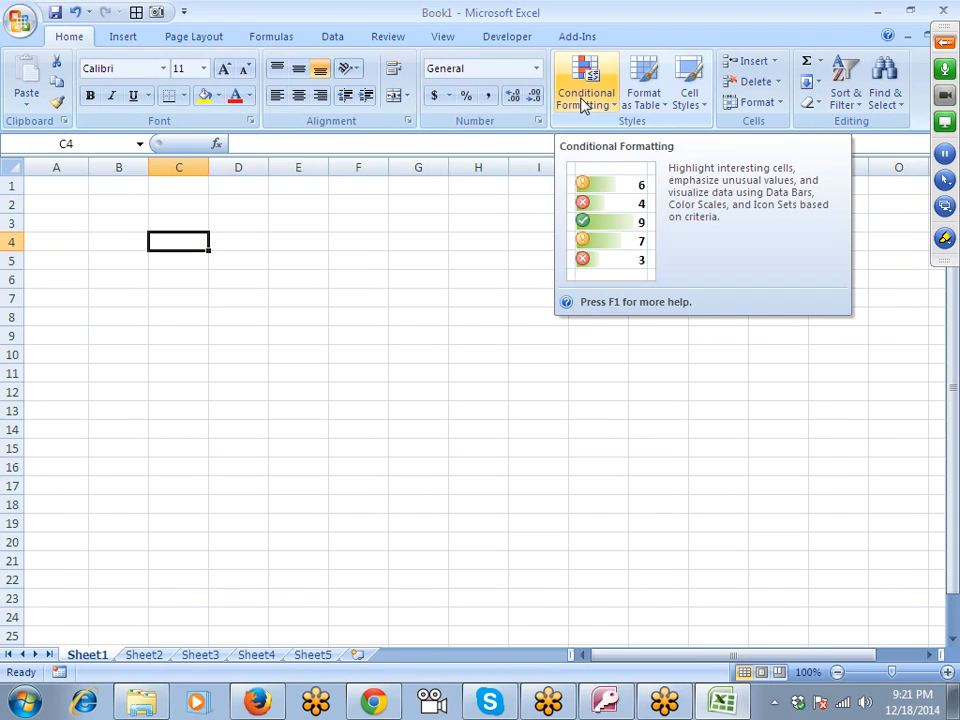 Book1 - Microsoft Excel
Home Insert Page Layout Formulas Data Review View Developer Add-Ins
Paste
Clipboard
Calibri 11
B I U
Font
Alignment
General
$ % , .00 .0
Number
Conditional Formatting
Format as Table
Cell Styles
Styles
Insert
Delete
Format
Cells
Σ
Sort & Filter
Find & Select
Editing
C4 fx
A B C D E F G H I O
1
2
3
4
5
6
7
8
9
10
11
12
13
14
15
16
17
18
19
20
21
22
23
24
25
Conditional Formatting
Highlight interesting cells,
emphasize unusual values, and
visualize data using Data Bars,
Color Scales, and Icon Sets based
on criteria.
6
4
9
7
3
Press F1 for more help.
Sheet1 Sheet2 Sheet3 Sheet4 Sheet5
Ready 100%
9:21 PM
12/18/2014